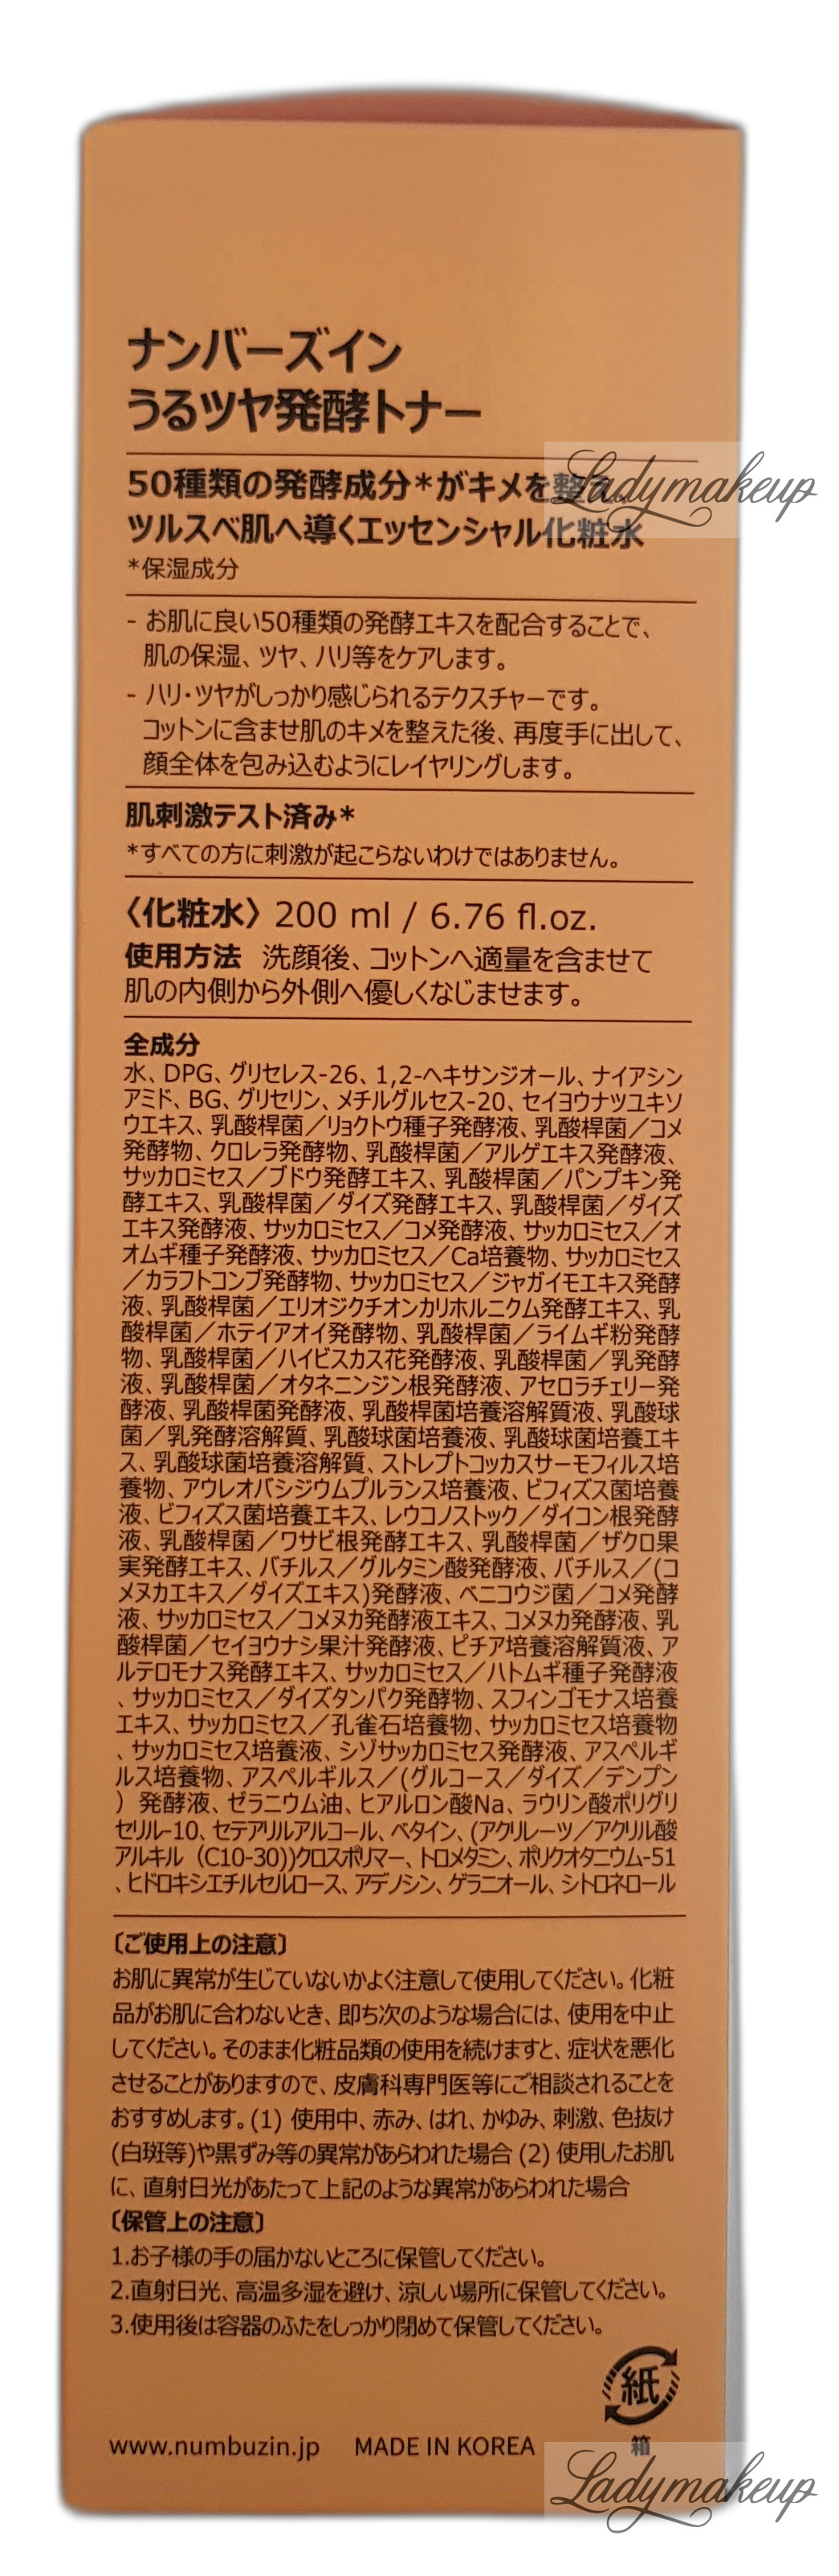 ナンバーズイン
うるツヤ発酵トナー
50種類の発酵成分*がキメを整え、
ツルスベ肌へ導くエッセンシャル化粧水
*保湿成分
- お肌に良い50種類の発酵エキスを配合することで、
肌の保湿、ツヤ、ハリ等をケアします。
- ハリ・ツヤがしっかり感じられるテクスチャーです。
コットンに含ませ肌のキメを整えた後、再度手に出して、
顔全体を包み込むようにレイヤリングします。
肌刺激テスト済み*
*すべての方に刺激が起こらないわけではありません。
〈化粧水〉 200 ml / 6.76 fl.oz.
使用方法 洗顔後、コットンへ適量を含ませて
肌の内側から外側へ優しくなじませます。
全成分
水、DPG、グリセレス-26、1,2-ヘキサンジオール、ナイアシン
アミド、BG、グリセリン、メチルグルセス-20、セイヨウナツユキソ
ウエキス、乳酸桿菌／リョクトウ種子発酵液、乳酸桿菌／コメ
発酵物、クロレラ発酵物、乳酸桿菌／アルゲエキス発酵液、
サッカロミセス／ブドウ発酵エキス、乳酸桿菌／パンプキン発
酵エキス、乳酸桿菌／ダイズ発酵エキス、乳酸桿菌／ダイズ
エキス発酵液、サッカロミセス／コメ発酵液、サッカロミセス／オ
オムギ種子発酵液、サッカロミセス／Ca培養物、サッカロミセス
／カラフトコンブ発酵物、サッカロミセス／ジャガイモエキス発酵
液、乳酸桿菌／エリオジクチオンカリホルニクム発酵エキス、乳
酸桿菌／ホテイアオイ発酵物、乳酸桿菌／ライムギ粉発酵
物、乳酸桿菌／ハイビスカス花発酵液、乳酸桿菌／乳発酵
液、乳酸桿菌／オタネニンジン根発酵液、アセロラチェリー発
酵液、乳酸桿菌発酵液、乳酸桿菌培養溶解質液、乳酸球
菌／乳発酵溶解質、乳酸球菌培養液、乳酸球菌培養エキ
ス、乳酸球菌培養溶解質、ストレプトコッカスサーモフィルス培
養物、アウレオバシジウムプルランス培養液、ビフィズス菌培養
液、ビフィズス菌培養エキス、レウコノストック／ダイコン根発酵
液、乳酸桿菌／ワサビ根発酵エキス、乳酸桿菌／ザクロ果
実発酵エキス、バチルス／グルタミン酸発酵液、バチルス／(コ
メヌカエキス／ダイズエキス)発酵液、ベニコウジ菌／コメ発酵
液、サッカロミセス／コメヌカ発酵液エキス、コメヌカ発酵液、乳
酸桿菌／セイヨウナシ果汁発酵液、ピチア培養溶解質液、ア
ルテロモナス発酵エキス、サッカロミセス／ハトムギ種子発酵液
、サッカロミセス／ダイズタンパク発酵物、スフィンゴモナス培養
エキス、サッカロミセス／孔雀石培養物、サッカロミセス培養物
、サッカロミセス培養液、シゾサッカロミセス発酵液、アスペルギ
ルス培養物、アスペルギルス／(グルコース／ダイズ／デンプン
) 発酵液、ゼラニウム油、ヒアルロン酸Na、ラウリン酸ポリグリ
セリル-10、セテアリルアルコール、ベタイン、(アクリレーツ／アクリル酸
アルキル (C10-30))クロスポリマー、トロメタミン、ポリクオタニウム-51
、ヒドロキシエチルセルロース、アデノシン、ゲラニオール、シトロネロール
〔ご使用上の注意〕
お肌に異常が生じていないかよく注意して使用してください。化粧
品がお肌に合わないとき、即ち次のような場合には、使用を中止
してください。そのまま化粧品類の使用を続けますと、症状を悪化
させることがありますので、皮膚科専門医等にご相談されることを
おすすめします。(1) 使用中、赤み、はれ、かゆみ、刺激、色抜け
(白斑等)や黒ずみ等の異常があらわれた場合 (2) 使用したお肌
に、直射日光があたって上記のような異常があらわれた場合
〔保管上の注意〕
1.お子様の手の届かないところに保管してください。
2.直射日光、高温多湿を避け、涼しい場所に保管してください。
3.使用後は容器のふたをしっかり閉めて保管してください。
紙
箱
www.numbuzin.jp MADE IN KOREA
Ladymakeup
Ladymakeup